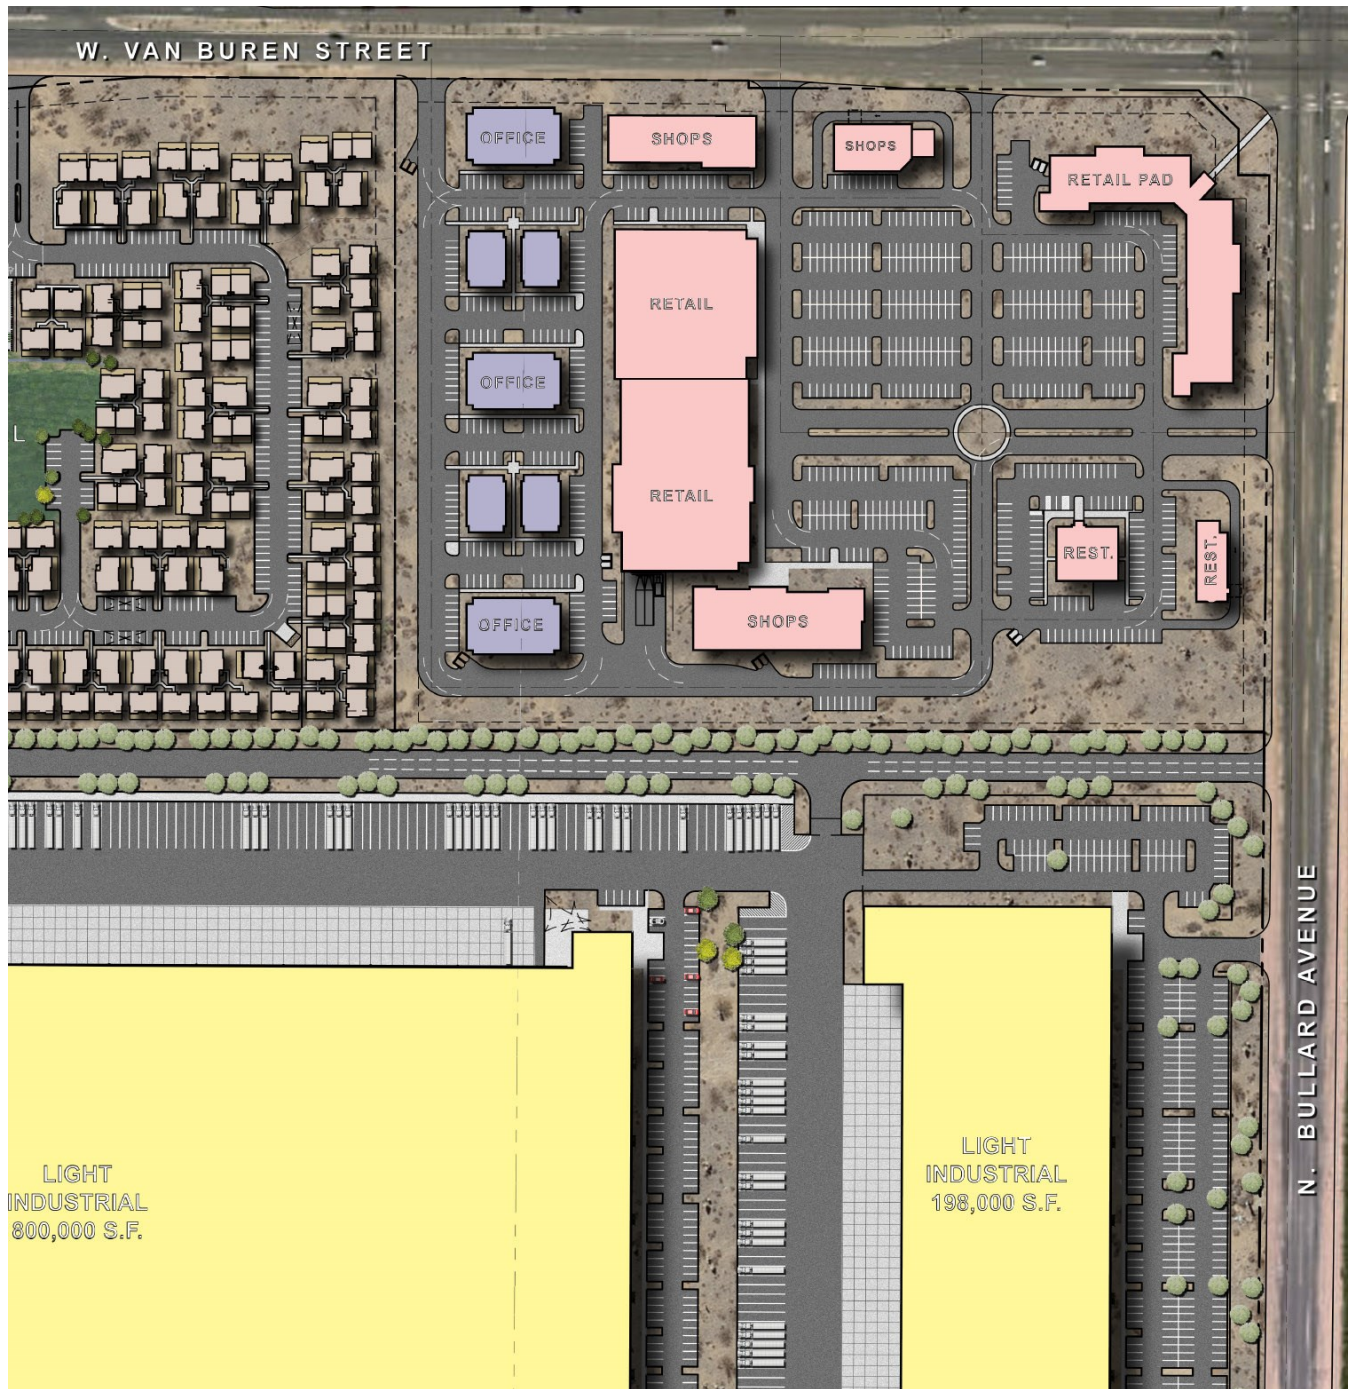 W. VAN BUREN STREET
OFFICE
SHOPS
SHOPS
RETAIL PAD
RETAIL
OFFICE
L
RETAIL
REST.
REST.
OFFICE
SHOPS
N. BULLARD AVENUE
LIGHT
INDUSTRIAL
800,000 S.F.
LIGHT
INDUSTRIAL
198,000 S.F.